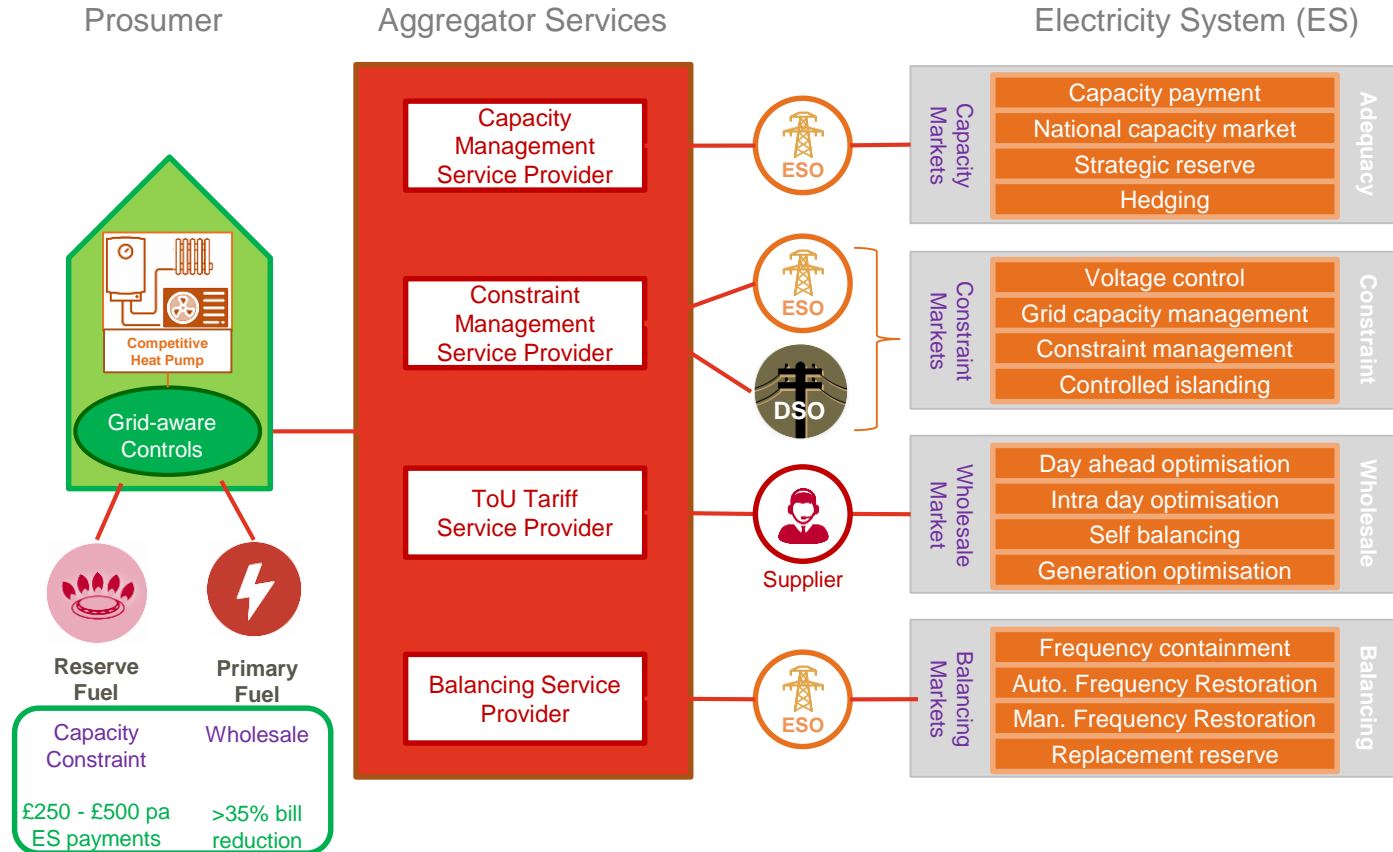 Prosumer
Aggregator Services
Electricity System (ES)
Competitive
Heat Pump
Grid-aware
Controls
Reserve
Fuel
Primary
Fuel
Capacity
Constraint
Wholesale
£250 - £500 pa
ES payments
>35% bill
reduction
Capacity
Management
Service Provider
Constraint
Management
Service Provider
ToU Tariff
Service Provider
Balancing Service
Provider
ESO
ESO
DSO
Supplier
ESO
Capacity
Markets
Capacity payment
National capacity market
Strategic reserve
Hedging
Adequacy
Constraint
Markets
Voltage control
Grid capacity management
Constraint management
Controlled islanding
Constraint
Wholesale
Market
Day ahead optimisation
Intra day optimisation
Self balancing
Generation optimisation
Wholesale
Balancing
Markets
Frequency containment
Auto. Frequency Restoration
Man. Frequency Restoration
Replacement reserve
Balancing